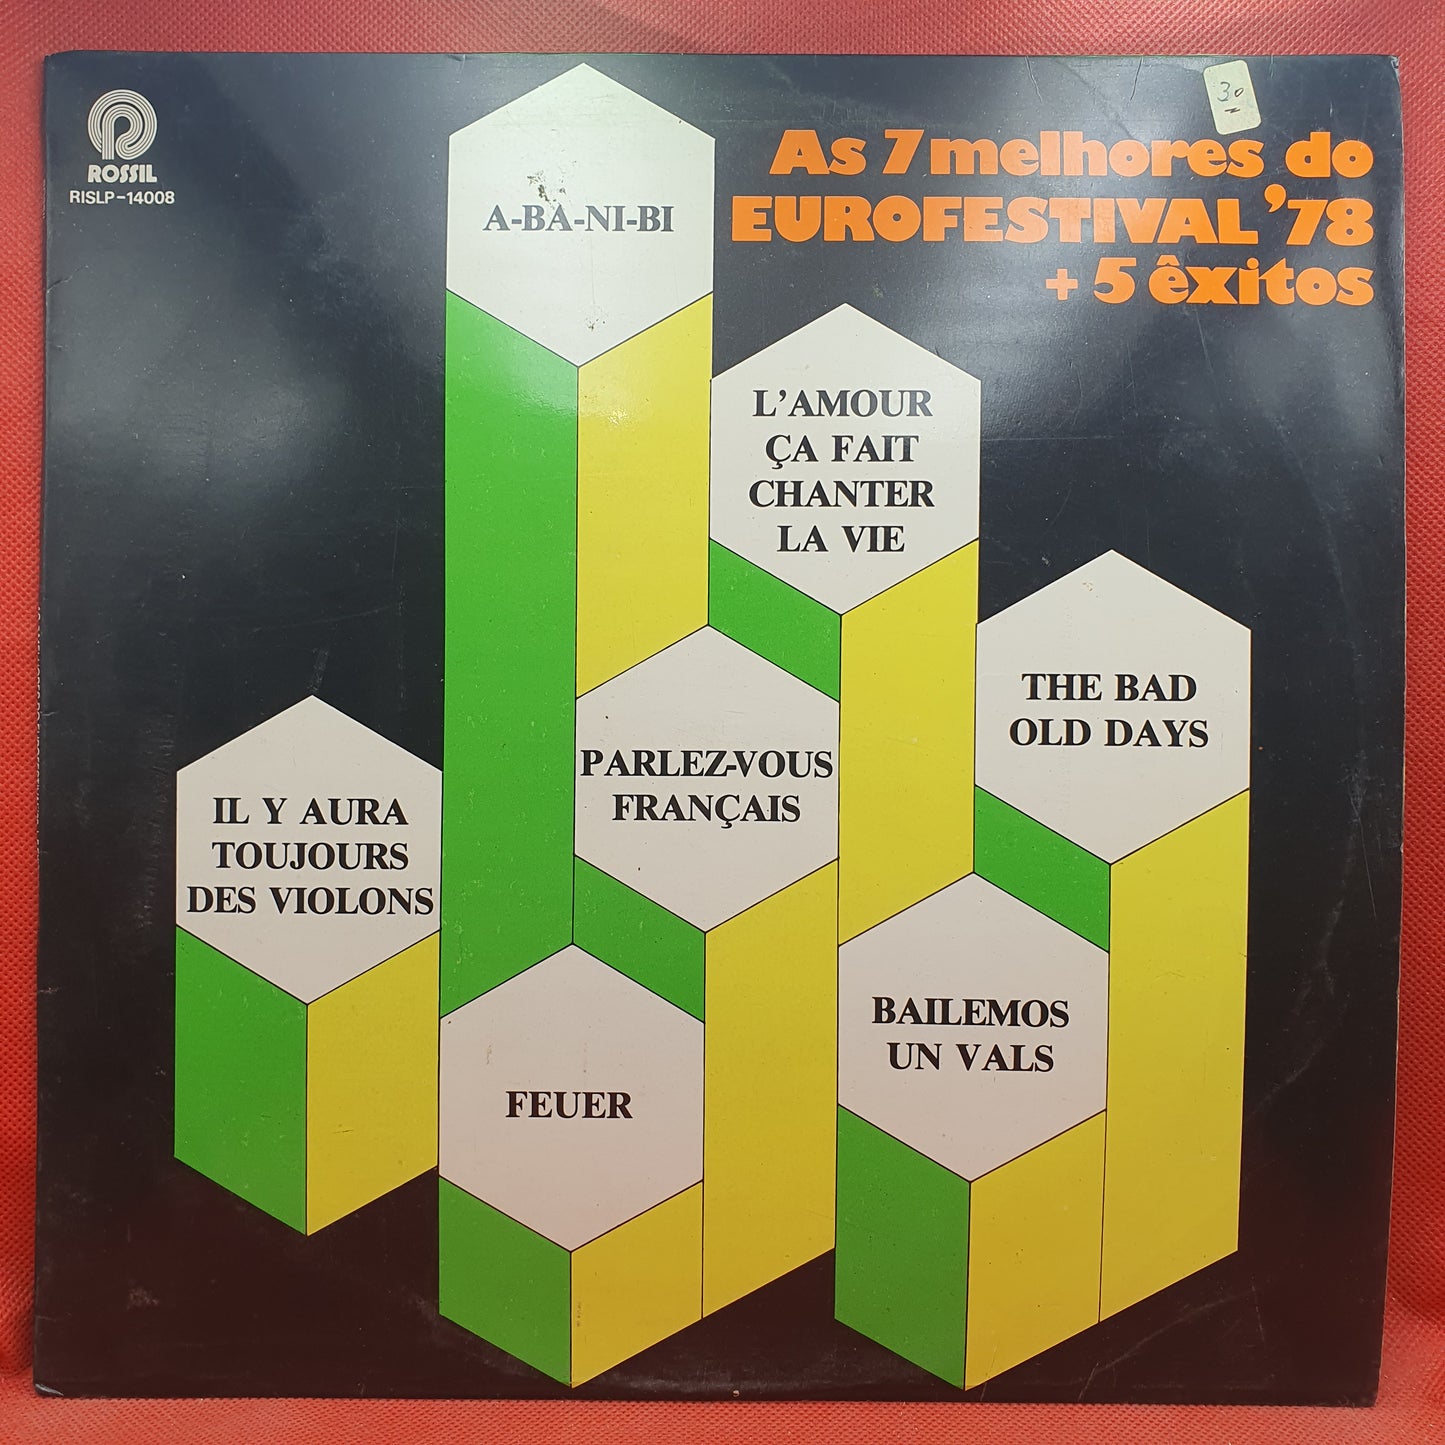 ROSSIL
RISLP-14008
30
As 7 melhores do
EUROFESTIVAL '78
+ 5 êxitos
A-BA-NI-BI
L'AMOUR
ÇA FAIT
CHANTER
LA VIE
THE BAD
OLD DAYS
PARLEZ-VOUS
FRANÇAIS
IL Y AURA
TOUJOURS
DES VIOLONS
BAILEMOS
UN VALS
FEUER